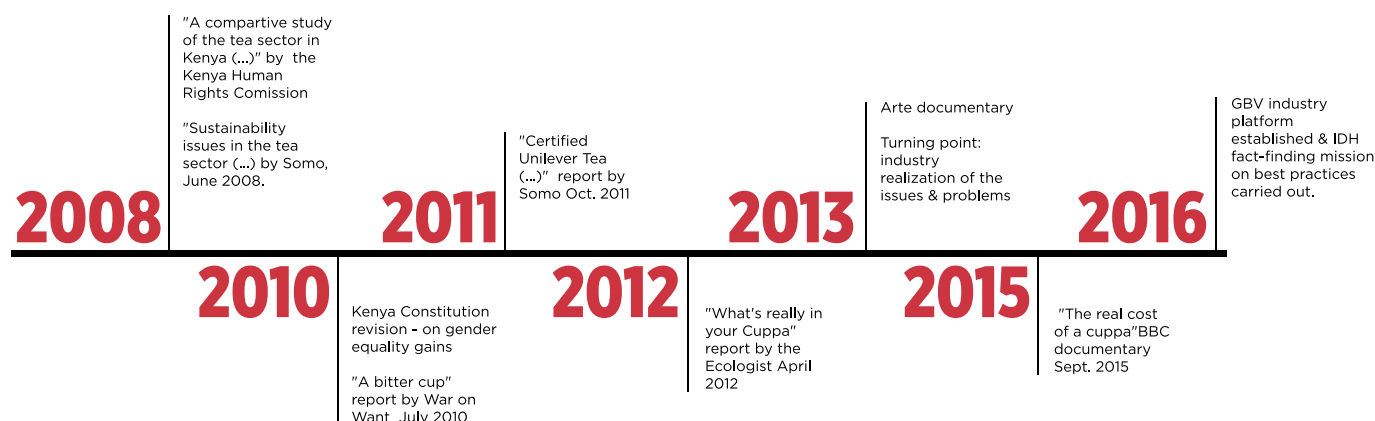 2008
"A compartive study
of the tea sector in
Kenya (...)" by the
Kenya Human
Rights Comission
"Sustainability
issues in the tea
sector (...) by Somo,
June 2008.
2010
Kenya Constitution
revision - on gender
equality gains
"A bitter cup"
report by War on
Want July 2010
2011
"Certified
Unilever Tea
(...)" report by
Somo Oct. 2011
2012
"What's really in
your Cuppa"
report by the
Ecologist April
2012
2013
Arte documentary
Turning point:
industry
realization of the
issues & problems
2015
"The real cost
of a cuppa"BBC
documentary
Sept. 2015
2016
GBV industry
platform
established & IDH
fact-finding mission
on best practices
carried out.